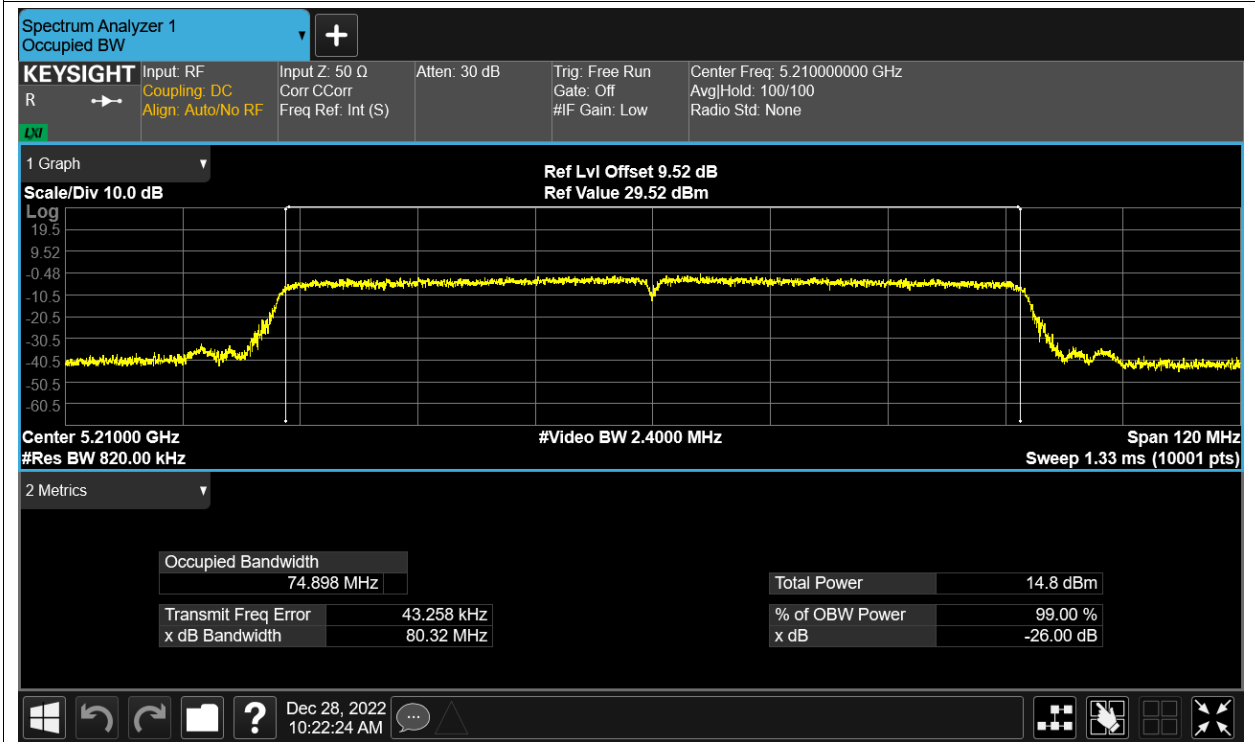 Spectrum Analyzer 1
Occupied BW
KEYSIGHT
R
LXI
Input: RF
Coupling: DC
Align: Auto/No RF
Input Z: 50 Ω
Corr CCorr
Freq Ref: Int (S)
Atten: 30 dB
Trig: Free Run
Gate: Off
#IF Gain: Low
Center Freq: 5.210000000 GHz
Avg|Hold: 100/100
Radio Std: None
1 Graph
Scale/Div 10.0 dB
Ref Lvl Offset 9.52 dB
Ref Value 29.52 dBm
Log
19.5
9.52
-0.48
-10.5
-20.5
-30.5
-40.5
-50.5
-60.5
Center 5.21000 GHz
#Video BW 2.4000 MHz
Span 120 MHz
#Res BW 820.00 kHz
Sweep 1.33 ms (10001 pts)
2 Metrics
Occupied Bandwidth
74.898 MHz
Total Power 14.8 dBm
Transmit Freq Error 43.258 kHz
% of OBW Power 99.00 %
x dB Bandwidth 80.32 MHz
x dB -26.00 dB
?
Dec 28, 2022
10:22:24 AM